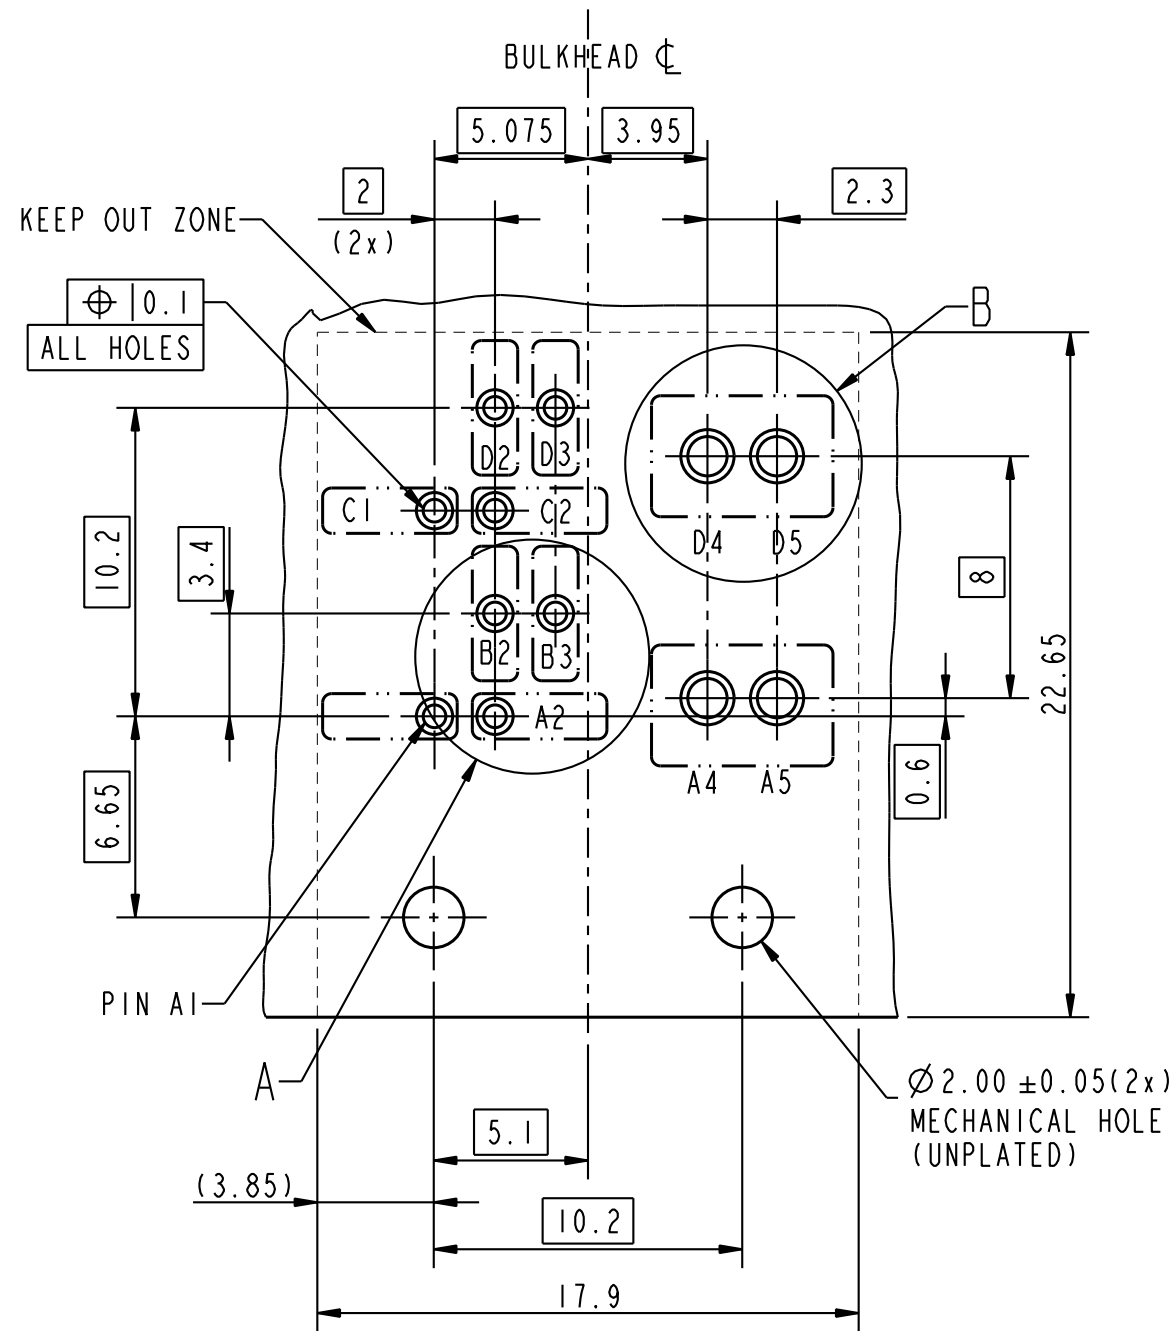 BULKHEAD ℄
5.075
3.95
2
2.3
KEEP OUT ZONE
(2x)
B
⌖ 0.1
ALL HOLES
D2
D3
C1
C2
D4
D5
10.2
3.4
8
B2
B3
22.65
A2
A4
A5
0.6
6.65
PIN A1
A
Ø2.00 ±0.05(2x)
MECHANICAL HOLE
(UNPLATED)
5.1
(3.85)
10.2
17.9